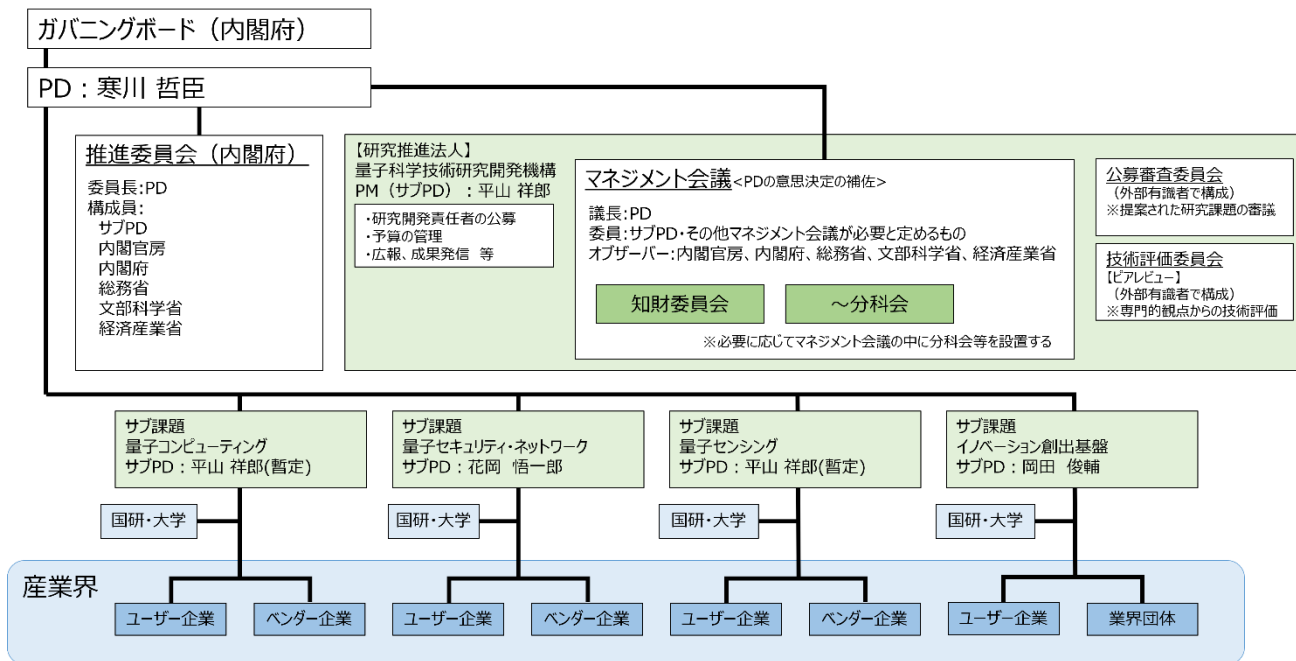 ガバニングボード（内閣府）
PD：寒川 哲臣
推進委員会（内閣府）
委員長:PD
構成員：
サブPD
内閣官房
内閣府
総務省
文部科学省
経済産業省
【研究推進法人】
量子科学技術研究開発機構
PM（サブPD）：平山 祥郎
・研究開発責任者の公募
・予算の管理
・広報、成果発信 等
マネジメント会議<PDの意思決定の補佐>
議長:PD
委員:サブPD・その他マネジメント会議が必要と定めるもの
オブザーバー:内閣官房、内閣府、総務省、文部科学省、経済産業省
知財委員会
～分科会
※必要に応じてマネジメント会議の中に分科会等を設置する
公募審査委員会
（外部有識者で構成）
※提案された研究課題の審議
技術評価委員会
【ピアレビュー】
（外部有識者で構成）
※専門的観点からの技術評価
サブ課題
量子コンピューティング
サブPD：平山 祥郎(暫定)
サブ課題
量子セキュリティ・ネットワーク
サブPD：花岡 悟一郎
サブ課題
量子センシング
サブPD：平山 祥郎(暫定)
サブ課題
イノベーション創出基盤
サブPD：岡田 俊輔
国研・大学
国研・大学
国研・大学
国研・大学
産業界
ユーザー企業
ベンダー企業
ユーザー企業
ベンダー企業
ユーザー企業
ベンダー企業
ユーザー企業
業界団体